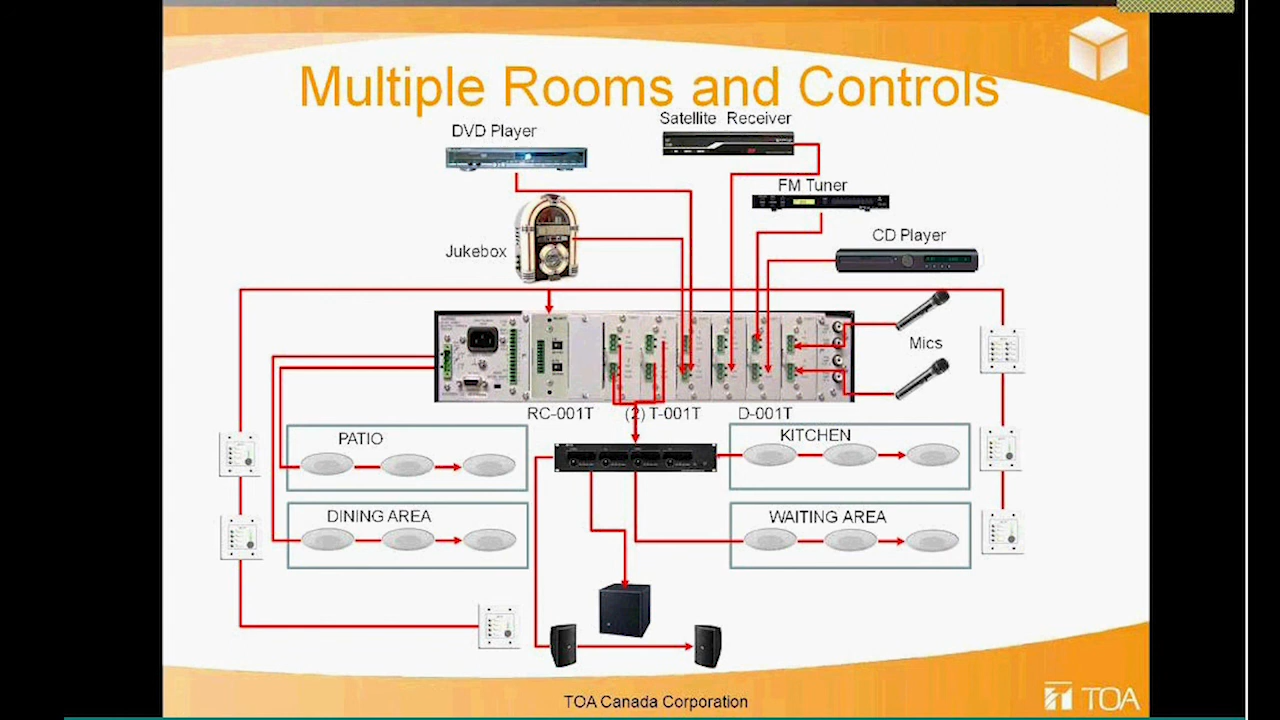 Multiple Rooms and Controls
Satellite Receiver
DVD Player
FM Tuner
CD Player
Jukebox
Mics
RC-001T
(2) T-001T
D-001T
PATIO
KITCHEN
DINING AREA
WAITING AREA
TOA Canada Corporation
TOA